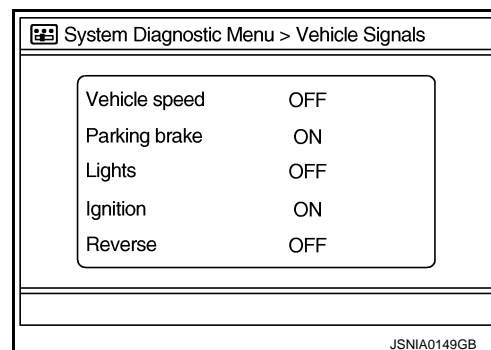 System Diagnostic Menu > Vehicle Signals
Vehicle speed OFF
Parking brake ON
Lights OFF
Ignition ON
Reverse OFF
JSNIA0149GB